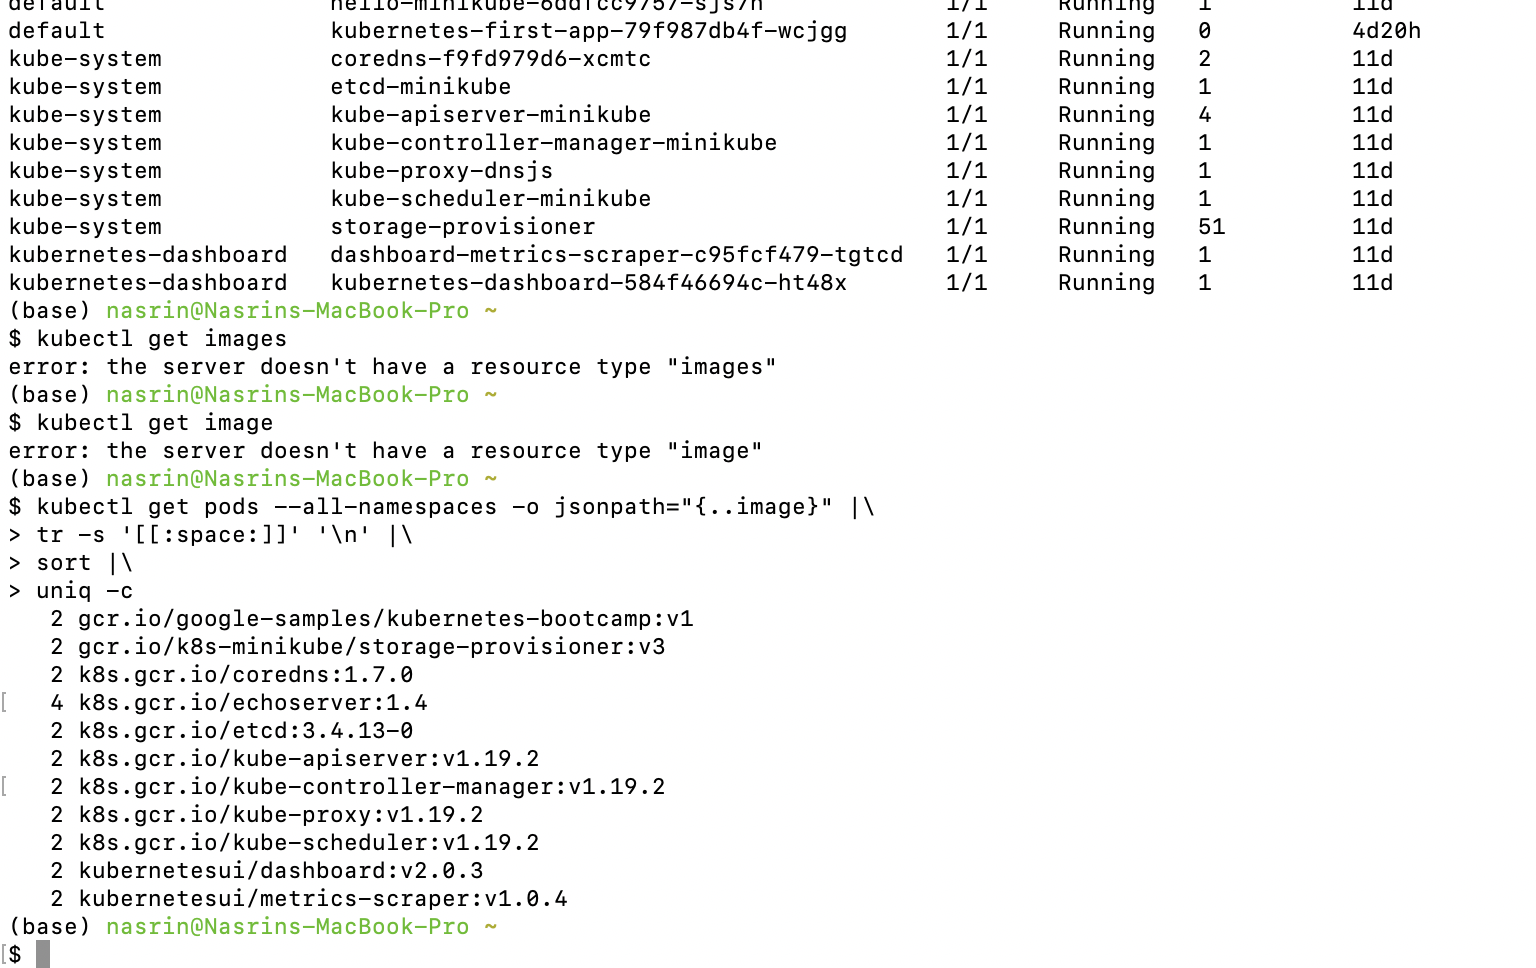 default hello-minikube-6ddfcc9757-sjs7n 1/1 Running 1 11d
default kubernetes-first-app-79f987db4f-wcjgg 1/1 Running 0 4d20h
kube-system coredns-f9fd979d6-xcmtc 1/1 Running 2 11d
kube-system etcd-minikube 1/1 Running 1 11d
kube-system kube-apiserver-minikube 1/1 Running 4 11d
kube-system kube-controller-manager-minikube 1/1 Running 1 11d
kube-system kube-proxy-dnsjs 1/1 Running 1 11d
kube-system kube-scheduler-minikube 1/1 Running 1 11d
kube-system storage-provisioner 1/1 Running 51 11d
kubernetes-dashboard dashboard-metrics-scraper-c95fcf479-tgtcd 1/1 Running 1 11d
kubernetes-dashboard kubernetes-dashboard-584f46694c-ht48x 1/1 Running 1 11d
(base) nasrin@Nasrins-MacBook-Pro ~
$ kubectl get images
error: the server doesn't have a resource type "images"
(base) nasrin@Nasrins-MacBook-Pro ~
$ kubectl get image
error: the server doesn't have a resource type "image"
(base) nasrin@Nasrins-MacBook-Pro ~
$ kubectl get pods --all-namespaces -o jsonpath="{..image}" |\
> tr -s '[[:space:]]' '\n' |\
> sort |\
> uniq -c
2 gcr.io/google-samples/kubernetes-bootcamp:v1
2 gcr.io/k8s-minikube/storage-provisioner:v3
2 k8s.gcr.io/coredns:1.7.0
[ 4 k8s.gcr.io/echoserver:1.4
2 k8s.gcr.io/etcd:3.4.13-0
2 k8s.gcr.io/kube-apiserver:v1.19.2
[ 2 k8s.gcr.io/kube-controller-manager:v1.19.2
2 k8s.gcr.io/kube-proxy:v1.19.2
2 k8s.gcr.io/kube-scheduler:v1.19.2
2 kubernetesui/dashboard:v2.0.3
2 kubernetesui/metrics-scraper:v1.0.4
(base) nasrin@Nasrins-MacBook-Pro ~
[$